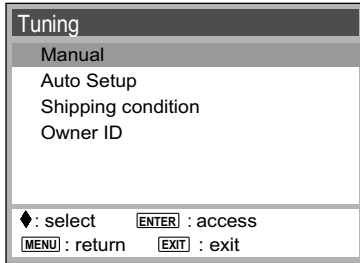 Tuning
Manual
Auto Setup
Shipping condition
Owner ID
♦: select ENTER : access
MENU : return EXIT : exit